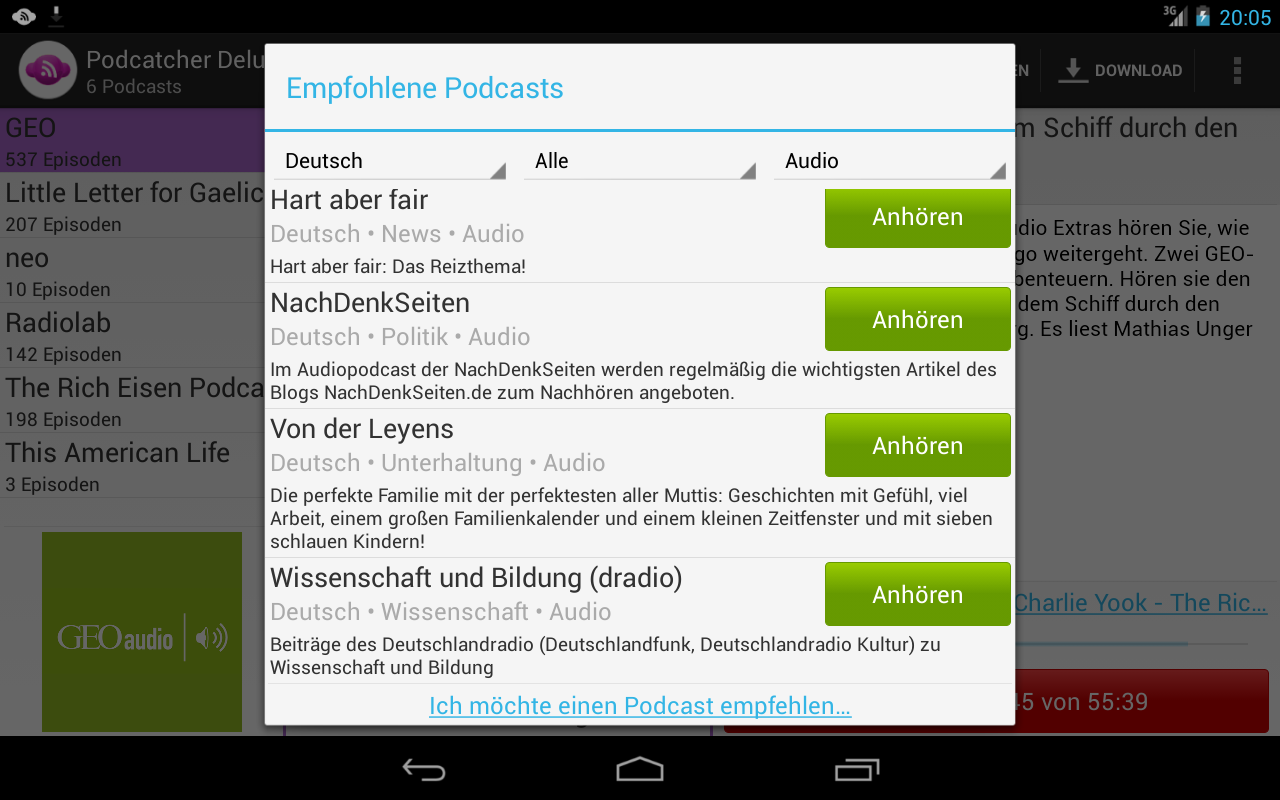 3G
20:05
Podcatcher Delu
6 Podcasts
EN
DOWNLOAD
GEO
537 Episoden
Little Letter for Gaelic
207 Episoden
neo
10 Episoden
Radiolab
142 Episoden
The Rich Eisen Podca
198 Episoden
This American Life
3 Episoden
GEO audio
Empfohlene Podcasts
Deutsch
Alle
Audio
Hart aber fair
Anhören
Deutsch • News • Audio
Hart aber fair: Das Reizthema!
NachDenkSeiten
Anhören
Deutsch • Politik • Audio
Im Audiopodcast der NachDenkSeiten werden regelmäßig die wichtigsten Artikel des
Blogs NachDenkSeiten.de zum Nachhören angeboten.
Von der Leyens
Anhören
Deutsch • Unterhaltung • Audio
Die perfekte Familie mit der perfektesten aller Muttis: Geschichten mit Gefühl, viel
Arbeit, einem großen Familienkalender und einem kleinen Zeitfenster und mit sieben
schlauen Kindern!
Wissenschaft und Bildung (dradio)
Anhören
Deutsch • Wissenschaft • Audio
Beiträge des Deutschlandradio (Deutschlandfunk, Deutschlandradio Kultur) zu
Wissenschaft und Bildung
Ich möchte einen Podcast empfehlen...
m Schiff durch den
dio Extras hören Sie, wie
go weitergeht. Zwei GEO-
benteuern. Hören sie den
dem Schiff durch den
g. Es liest Mathias Unger
Charlie Yook - The Ric...
45 von 55:39